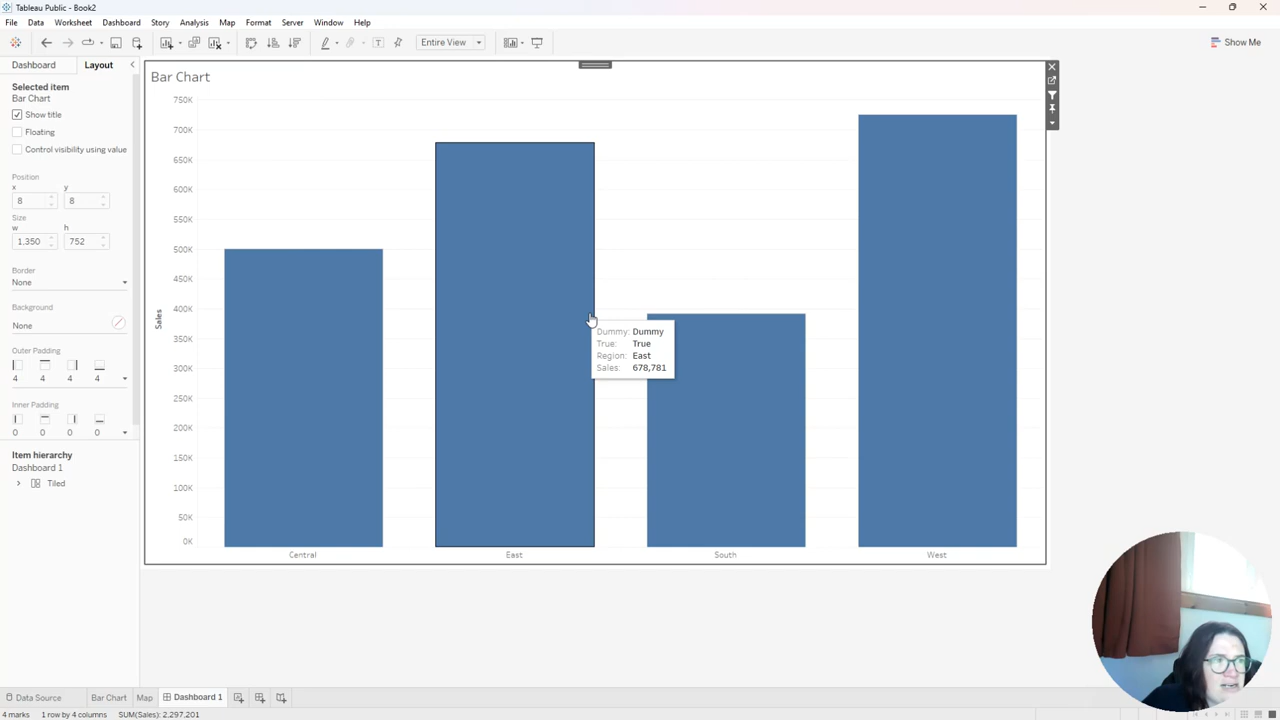 Tableau Public - Book2
File Data Worksheet Dashboard Story Analysis Map Format Server Window Help
Entire View
Show Me
Dashboard Layout
Selected item
Bar Chart
Show title
Floating
Control visibility using value
Position
x y
8 8
Size
w h
1,350 752
Border
None
Background
None
Outer Padding
4 4 4 4
Inner Padding
0 0 0 0
Item hierarchy
Dashboard 1
Tiled
Bar Chart
750K
700K
650K
600K
550K
500K
450K
400K
350K
300K
250K
200K
150K
100K
50K
0K
Sales
Dummy: Dummy
True: True
Region: East
Sales: 678,781
Central East South West
Data Source Bar Chart Map Dashboard 1
4 marks 1 row by 4 columns SUM(Sales): 2,297,201